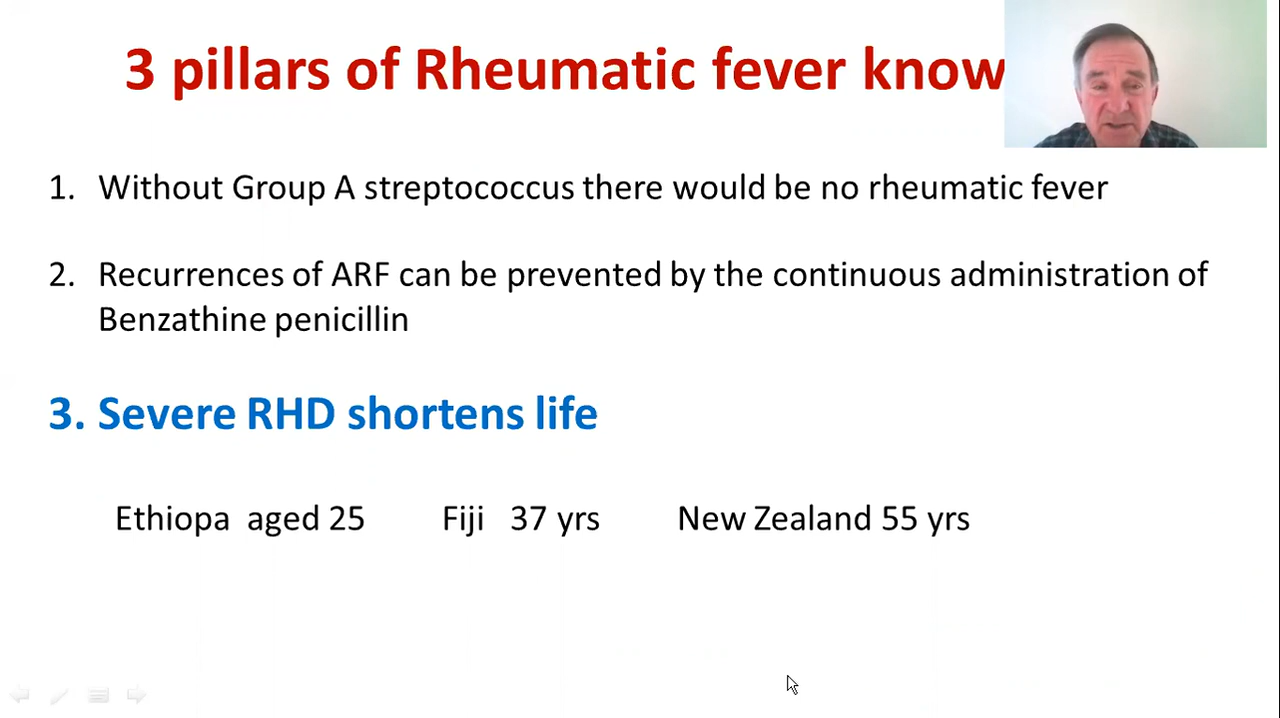 3 pillars of Rheumatic fever know
1. Without Group A streptococcus there would be no rheumatic fever
2. Recurrences of ARF can be prevented by the continuous administration of
Benzathine penicillin
3. Severe RHD shortens life
Ethiopa aged 25 Fiji 37 yrs New Zealand 55 yrs